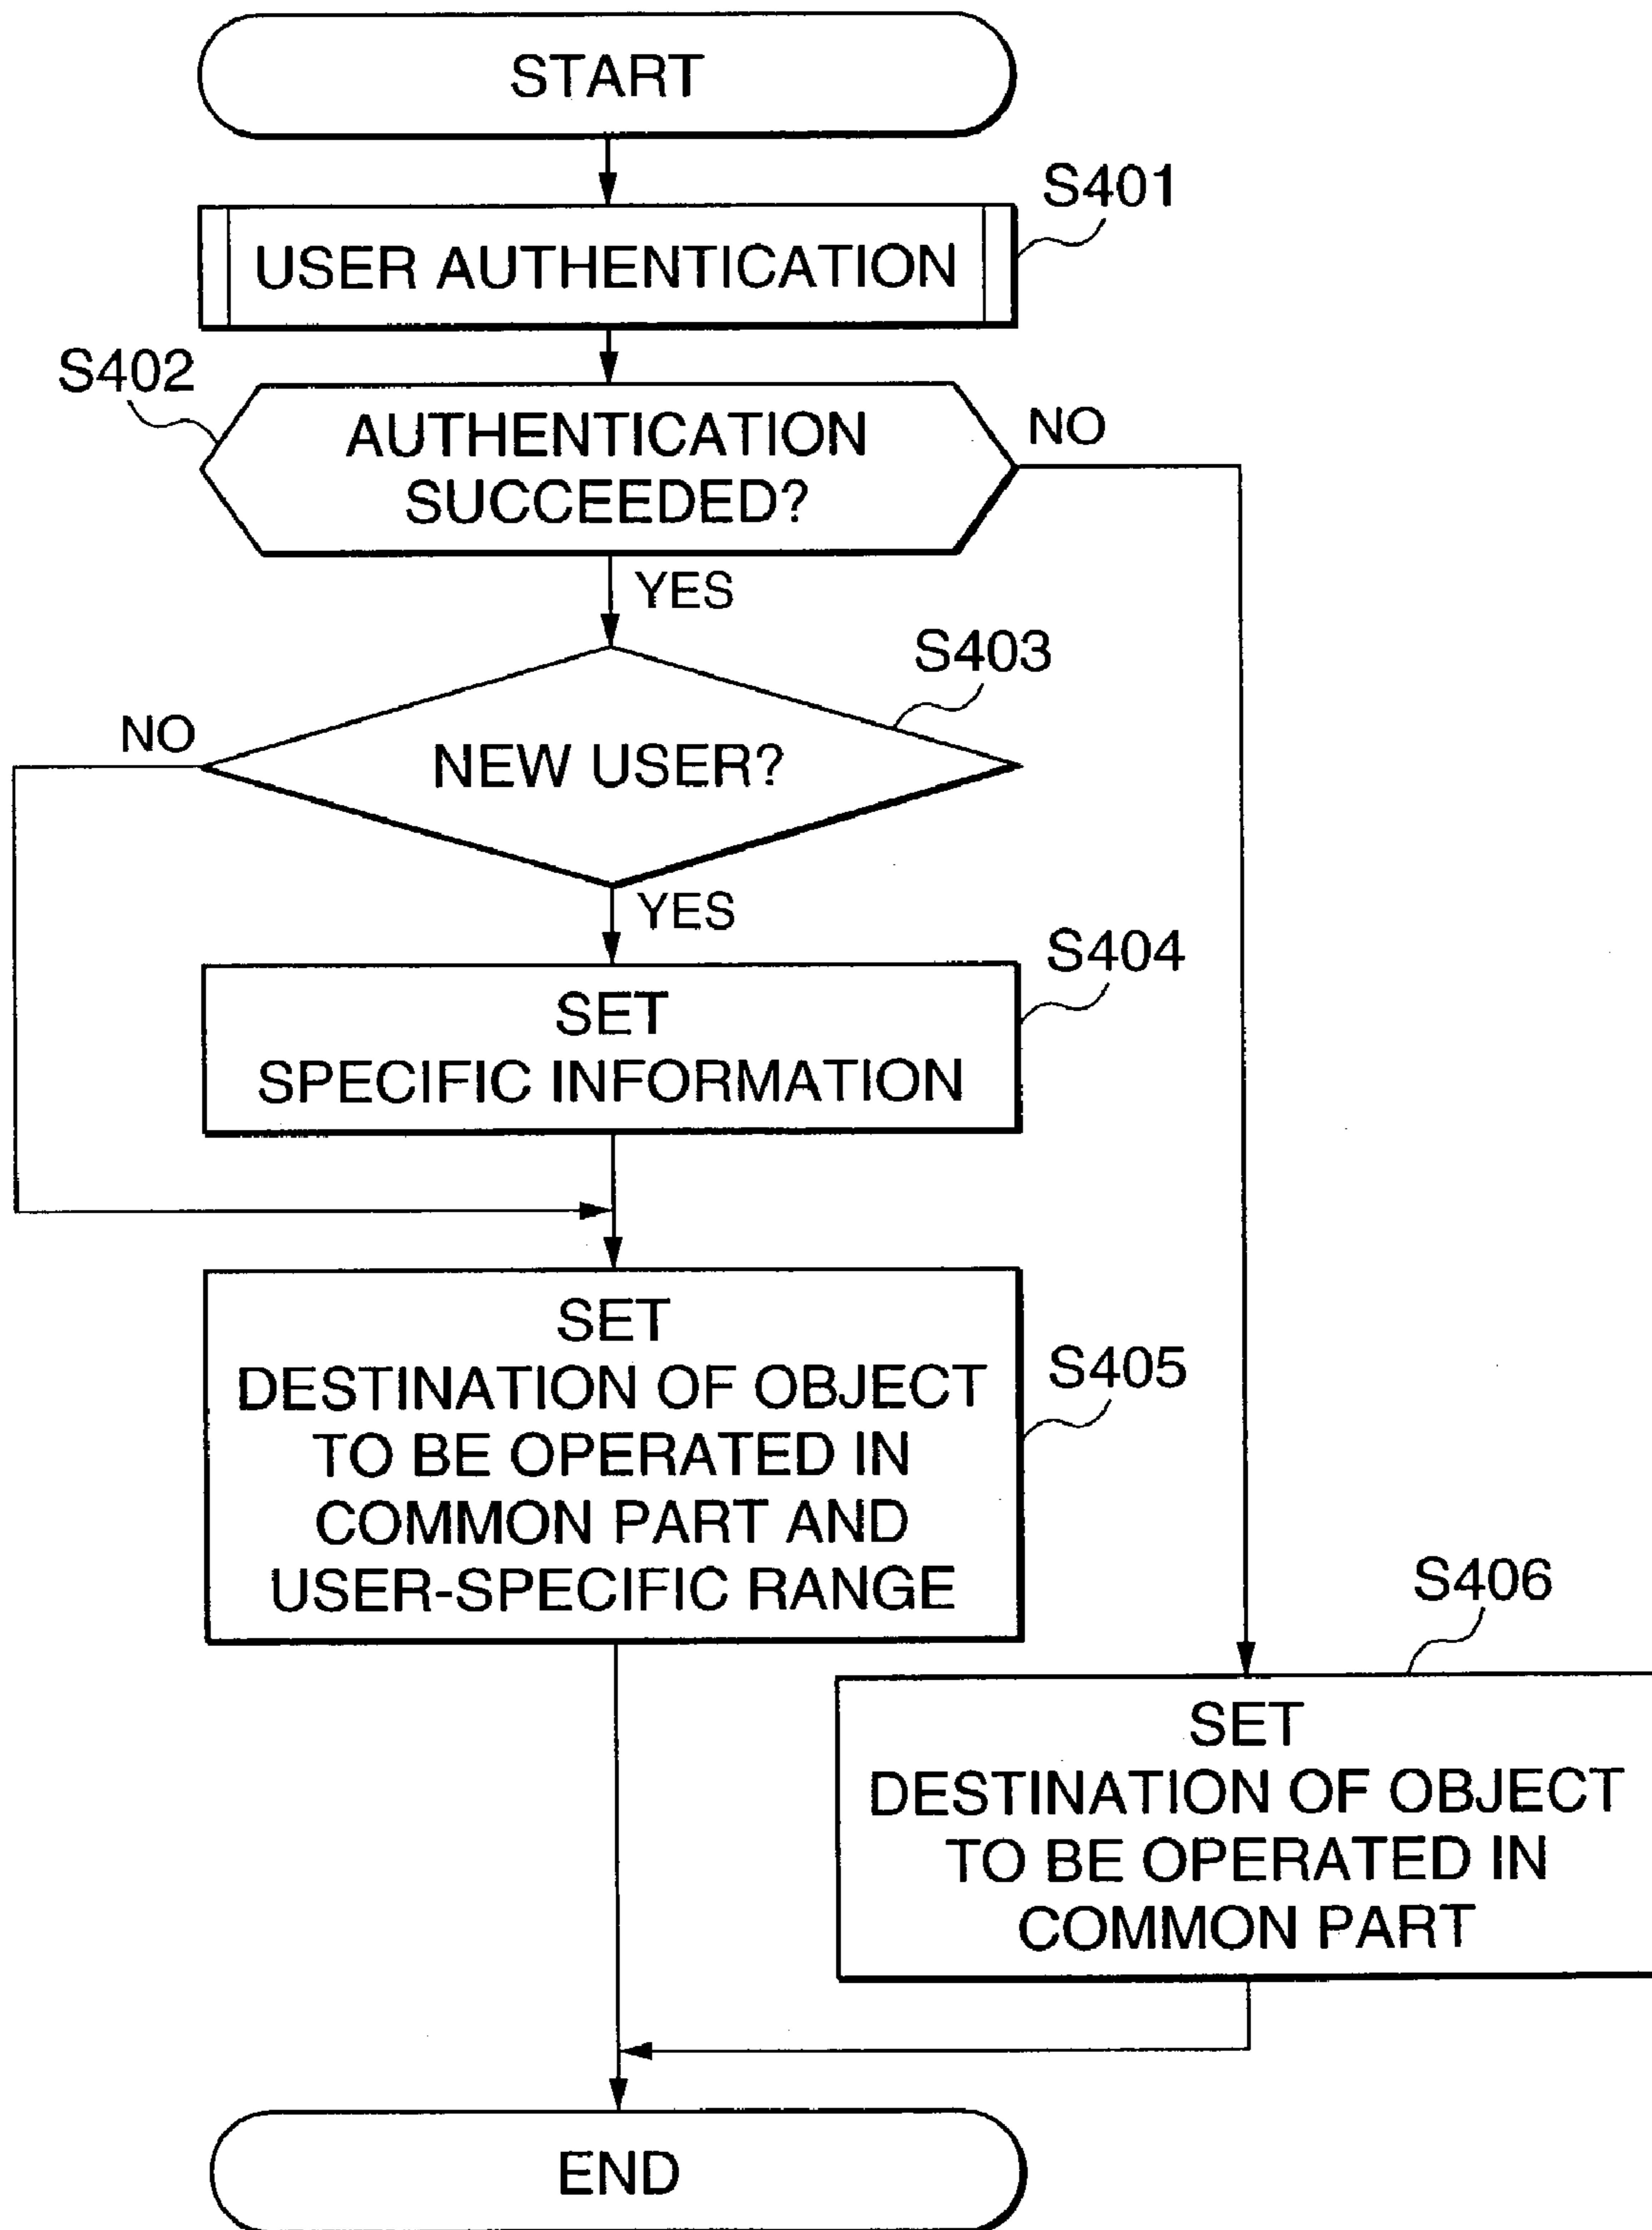 START
S401
USER AUTHENTICATION
S402
AUTHENTICATION
SUCCEEDED?
NO
YES
S403
NO
NEW USER?
YES
S404
SET
SPECIFIC INFORMATION
SET
DESTINATION OF OBJECT
TO BE OPERATED IN
COMMON PART AND
USER-SPECIFIC RANGE
S405
S406
SET
DESTINATION OF OBJECT
TO BE OPERATED IN
COMMON PART
END